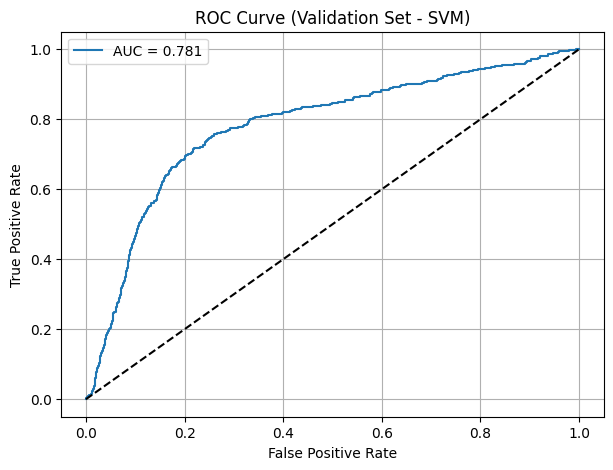 ROC Curve (Validation Set - SVM)
AUC = 0.781
True Positive Rate
1.0
0.8
0.6
0.4
0.2
0.0
0.0 0.2 0.4 0.6 0.8 1.0
False Positive Rate